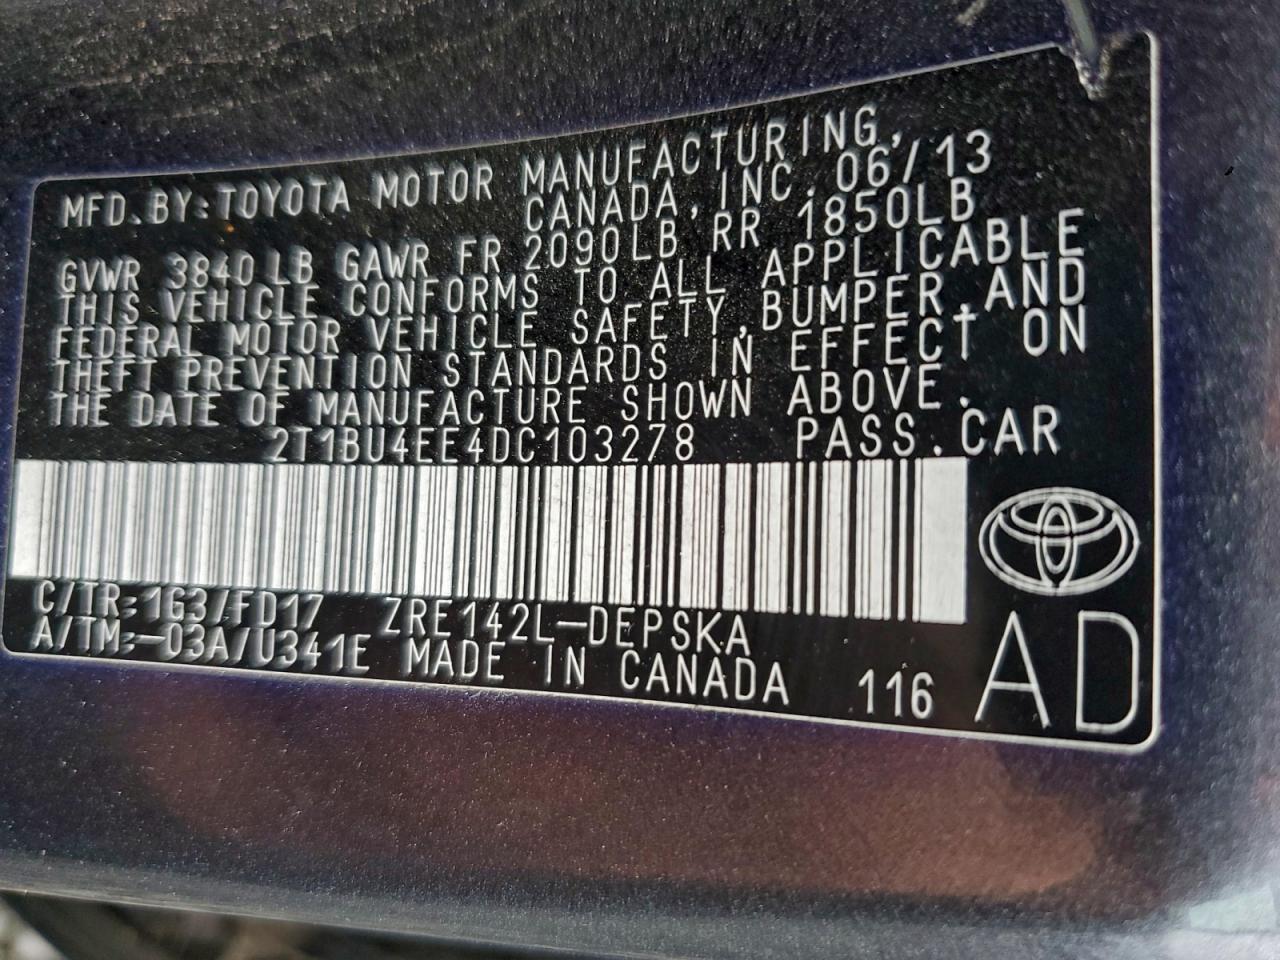 MFD.BY:TOYOTA MOTOR MANUFACTURING,
CANADA, INC. 06/13
GVWR 3840LB GAWR FR 2090LB RR 1850LB
THIS VEHICLE CONFORMS TO ALL APPLICABLE
FEDERAL MOTOR VEHICLE SAFETY, BUMPER, AND
THEFT PREVENTION STANDARDS IN EFFECT ON
THE DATE OF MANUFACTURE SHOWN ABOVE.
2T1BU4EE4DC103278 PASS.CAR
C/TR:1G3/FD17 ZRE142L-DEPSKA
A/TM:-03A/U341E MADE IN CANADA 116 AD